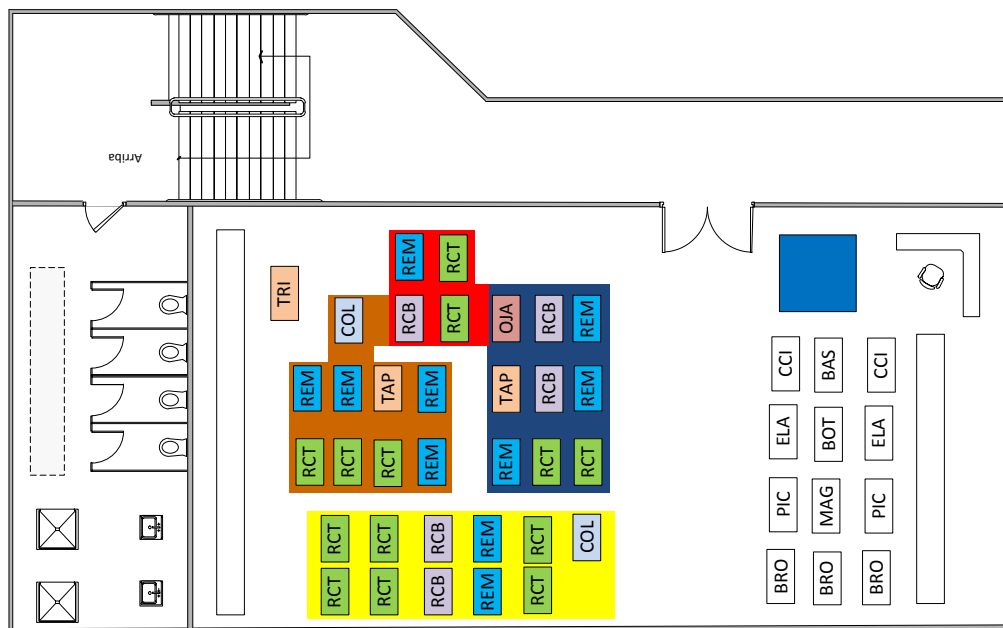 Arriba
REM
RCT
TRI
COL
RCB
RCT
OJA
RCB
REM
REM
REM
TAP
REM
TAP
RCB
REM
RCT
RCT
RCT
REM
REM
RCT
RCT
RCT
RCT
RCB
REM
RCT
COL
RCT
RCT
RCB
REM
RCT
CCI
BAS
CCI
ELA
BOT
ELA
PIC
MAG
PIC
BRO
BRO
BRO